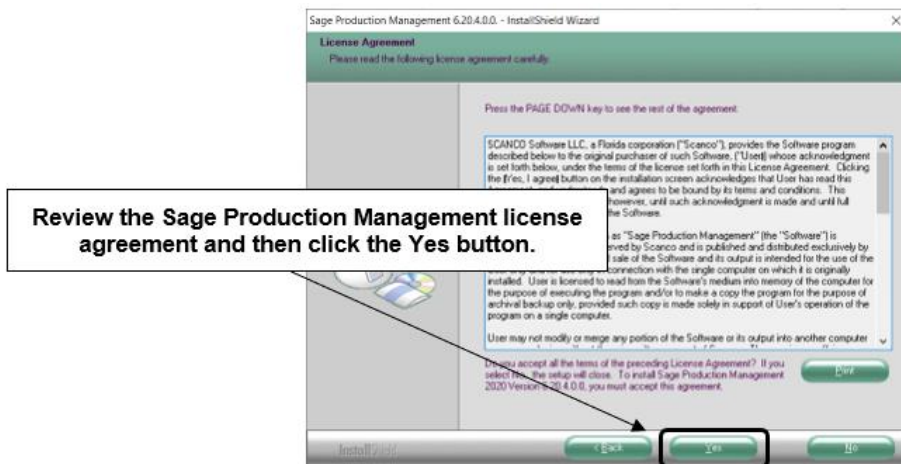 Sage Production Management 6.20.4.0.0. - InstallShield Wizard
License Agreement
Please read the following license agreement carefully.
Press the PAGE DOWN key to see the rest of the agreement.
SCANCO Software LLC, a Florida corporation ("Scanco"), provides the Software program
described below to the original purchaser of such Software, ("User") whose acknowledgment
is set forth below, under the terms of the license set forth in this License Agreement. Clicking
the [Yes, I agree] button on the installation screen acknowledges that User has read this
and agrees to be bound by its terms and conditions. This
however, until such acknowledgment is made and until full
the Software.
Review the Sage Production Management license
agreement and then click the Yes button.
as "Sage Production Management" (the "Software") is
erved by Scanco and is published and distributed exclusively by
sale of the Software and its output is intended for the use of the
connection with the single computer on which it is originally
installed. User is licensed to read from the Software's medium into memory of the computer for
the purpose of executing the program and/or to make a copy the program for the purpose of
archival backup only, provided such copy is made solely in support of User's operation of the
program on a single computer.
User may not modify or merge any portion of the Software or its output into another computer
Do you accept all the terms of the preceding License Agreement? If you
select No, the setup will close. To install Sage Production Management
2020 Version 6.20.4.0.0, you must accept this agreement.
Print
InstallShield
< Back
Yes
No